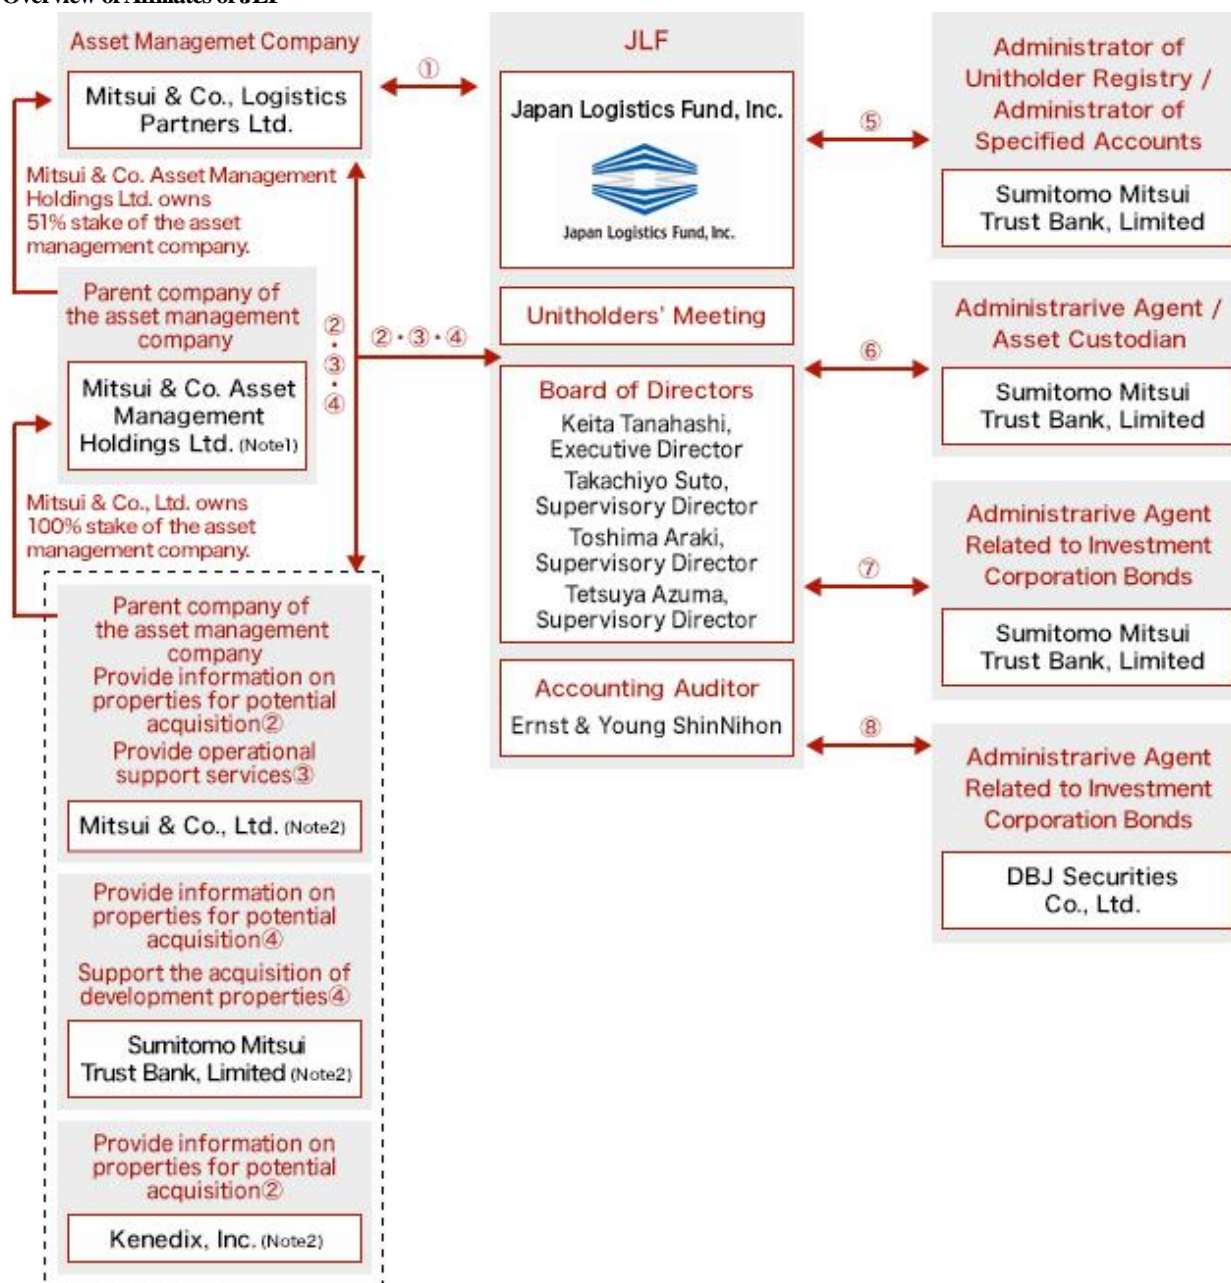 Overview of Affiliates of JLF
Asset Managemet Company
Mitsui & Co., Logistics
Partners Ltd.
Mitsui & Co. Asset Management
Holdings Ltd. owns
51% stake of the asset
management company.
Parent company of
the asset management
company
Mitsui & Co. Asset
Management
Holdings Ltd. (Note1)
Mitsui & Co., Ltd. owns
100% stake of the asset
management company.
Parent company of
the asset management
company
Provide information on
properties for potential
acquisition②
Provide operational
support services③
Mitsui & Co., Ltd. (Note2)
Provide information on
properties for potential
acquisition④
Support the acquisition of
development properties④
Sumitomo Mitsui
Trust Bank, Limited (Note2)
Provide information on
properties for potential
acquisition②
Kenedix, Inc. (Note2)
①
②・③・④
②・③・④
JLF
Japan Logistics Fund, Inc.
Japan Logistics Fund, Inc.
Unitholders' Meeting
Board of Directors
Keita Tanahashi,
Executive Director
Takachiyo Suto,
Supervisory Director
Toshima Araki,
Supervisory Director
Tetsuya Azuma,
Supervisory Director
Accounting Auditor
Ernst & Young ShinNihon
⑤
Administrator of
Unitholder Registry /
Administrator of
Specified Accounts
Sumitomo Mitsui
Trust Bank, Limited
⑥
Administrarive Agent /
Asset Custodian
Sumitomo Mitsui
Trust Bank, Limited
⑦
Administrarive Agent
Related to Investment
Corporation Bonds
Sumitomo Mitsui
Trust Bank, Limited
⑧
Administrarive Agent
Related to Investment
Corporation Bonds
DBJ Securities
Co., Ltd.